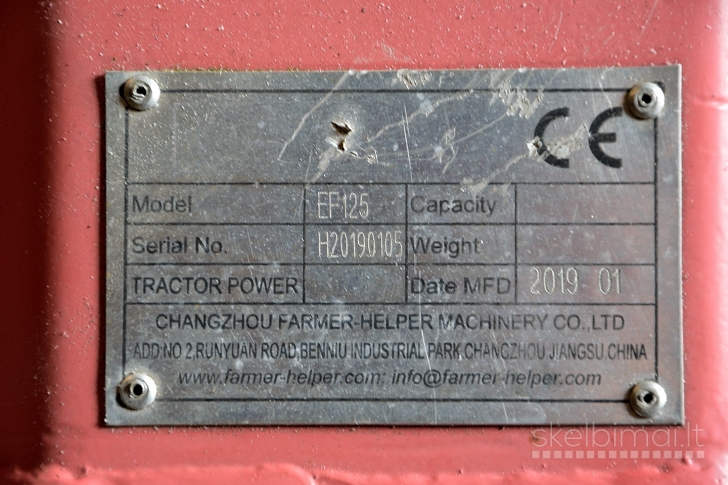 CE
Model EF125 Capacity
Serial No. H20190105 Weight
TRACTOR POWER Date MFD 2019 01
CHANGZHOU FARMER-HELPER MACHINERY CO.,LTD
ADD:NO 2,RUNYUAN ROAD,BENNIU INDUSTRIAL PARK,CHANGZHOU JIANGSU.CHINA
www.farmer-helper.com: info@farmer-helper.com
skelbimai.lt